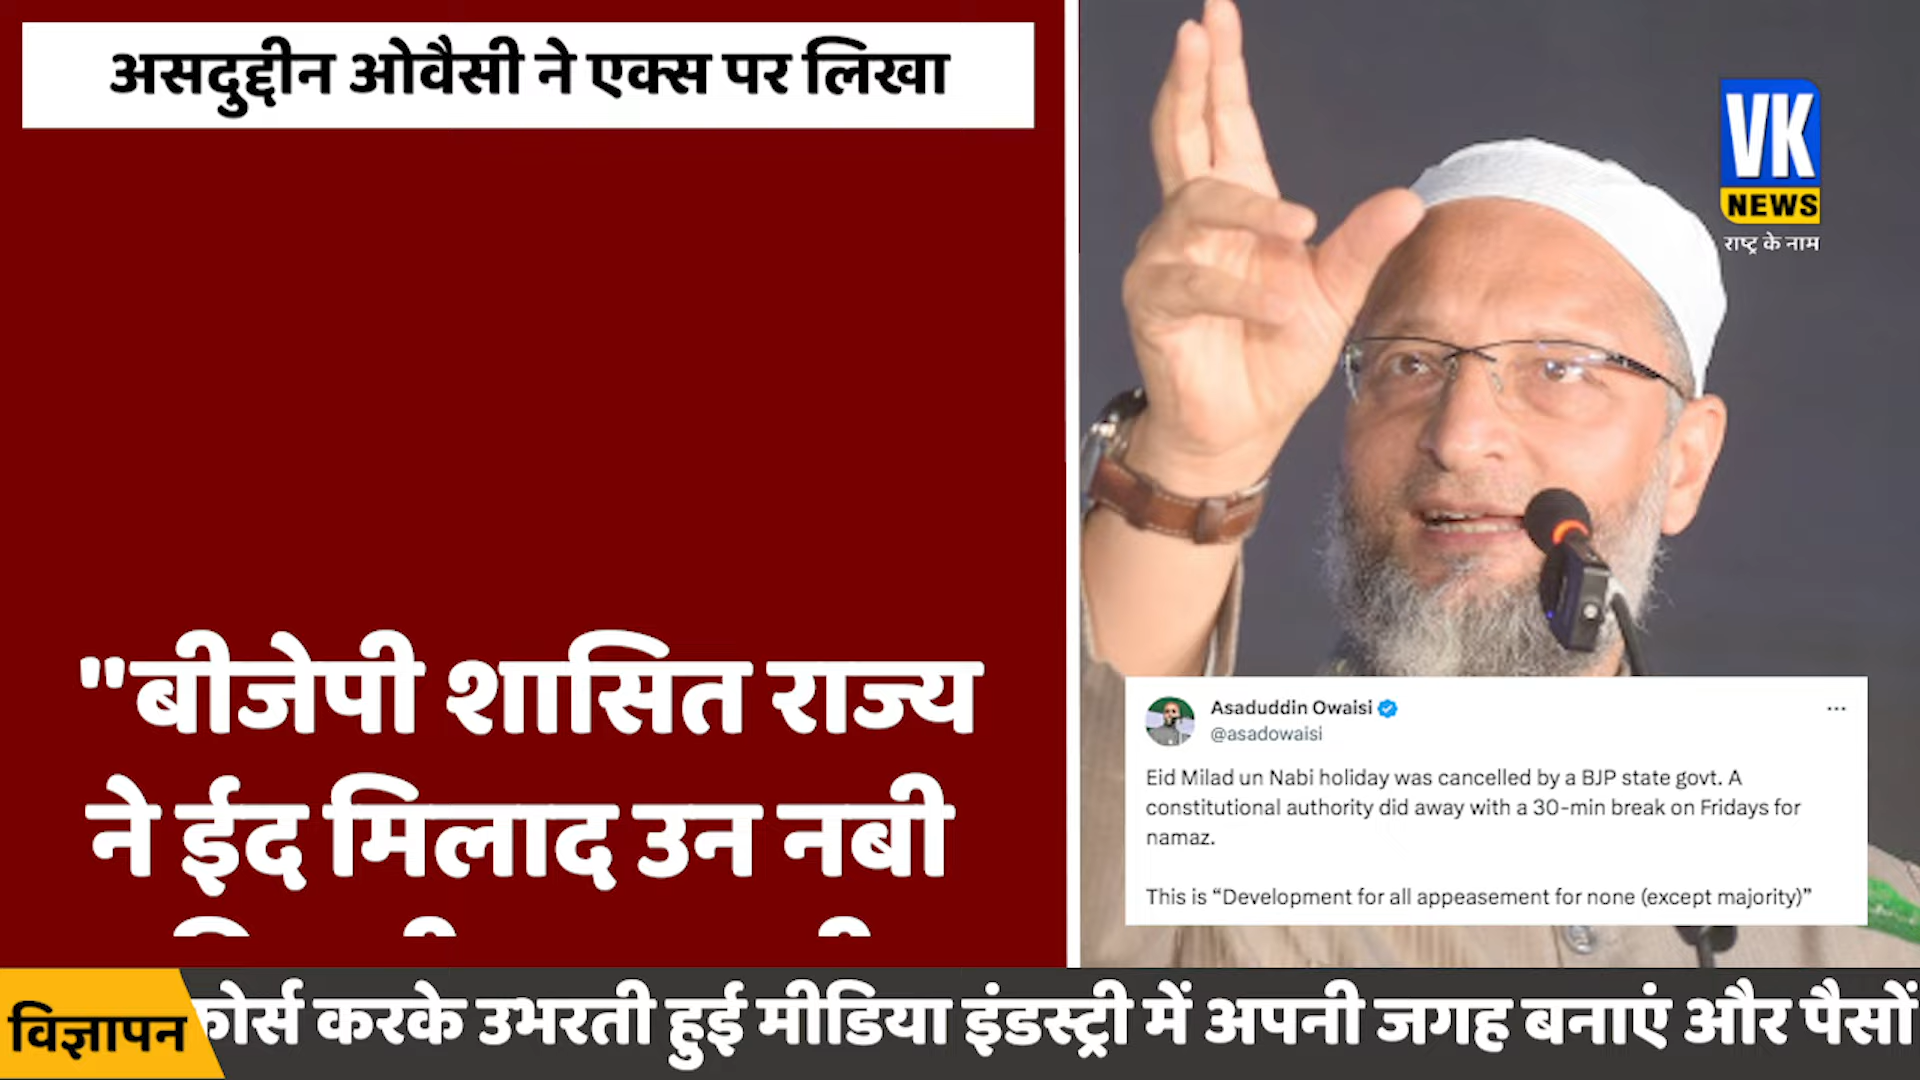 असदुद्दीन ओवैसी ने एक्स पर लिखा
"बीजेपी शासित राज्य
ने ईद मिलाद उन नबी
VK
NEWS
राष्ट्र के नाम
Asaduddin Owaisi
@asadowaisi
Eid Milad un Nabi holiday was cancelled by a BJP state govt. A
constitutional authority did away with a 30-min break on Fridays for
namaz.
This is “Development for all appeasement for none (except majority)”
विज्ञापन
कोर्स करके उभरती हुई मीडिया इंडस्ट्री में अपनी जगह बनाएं और पैसों